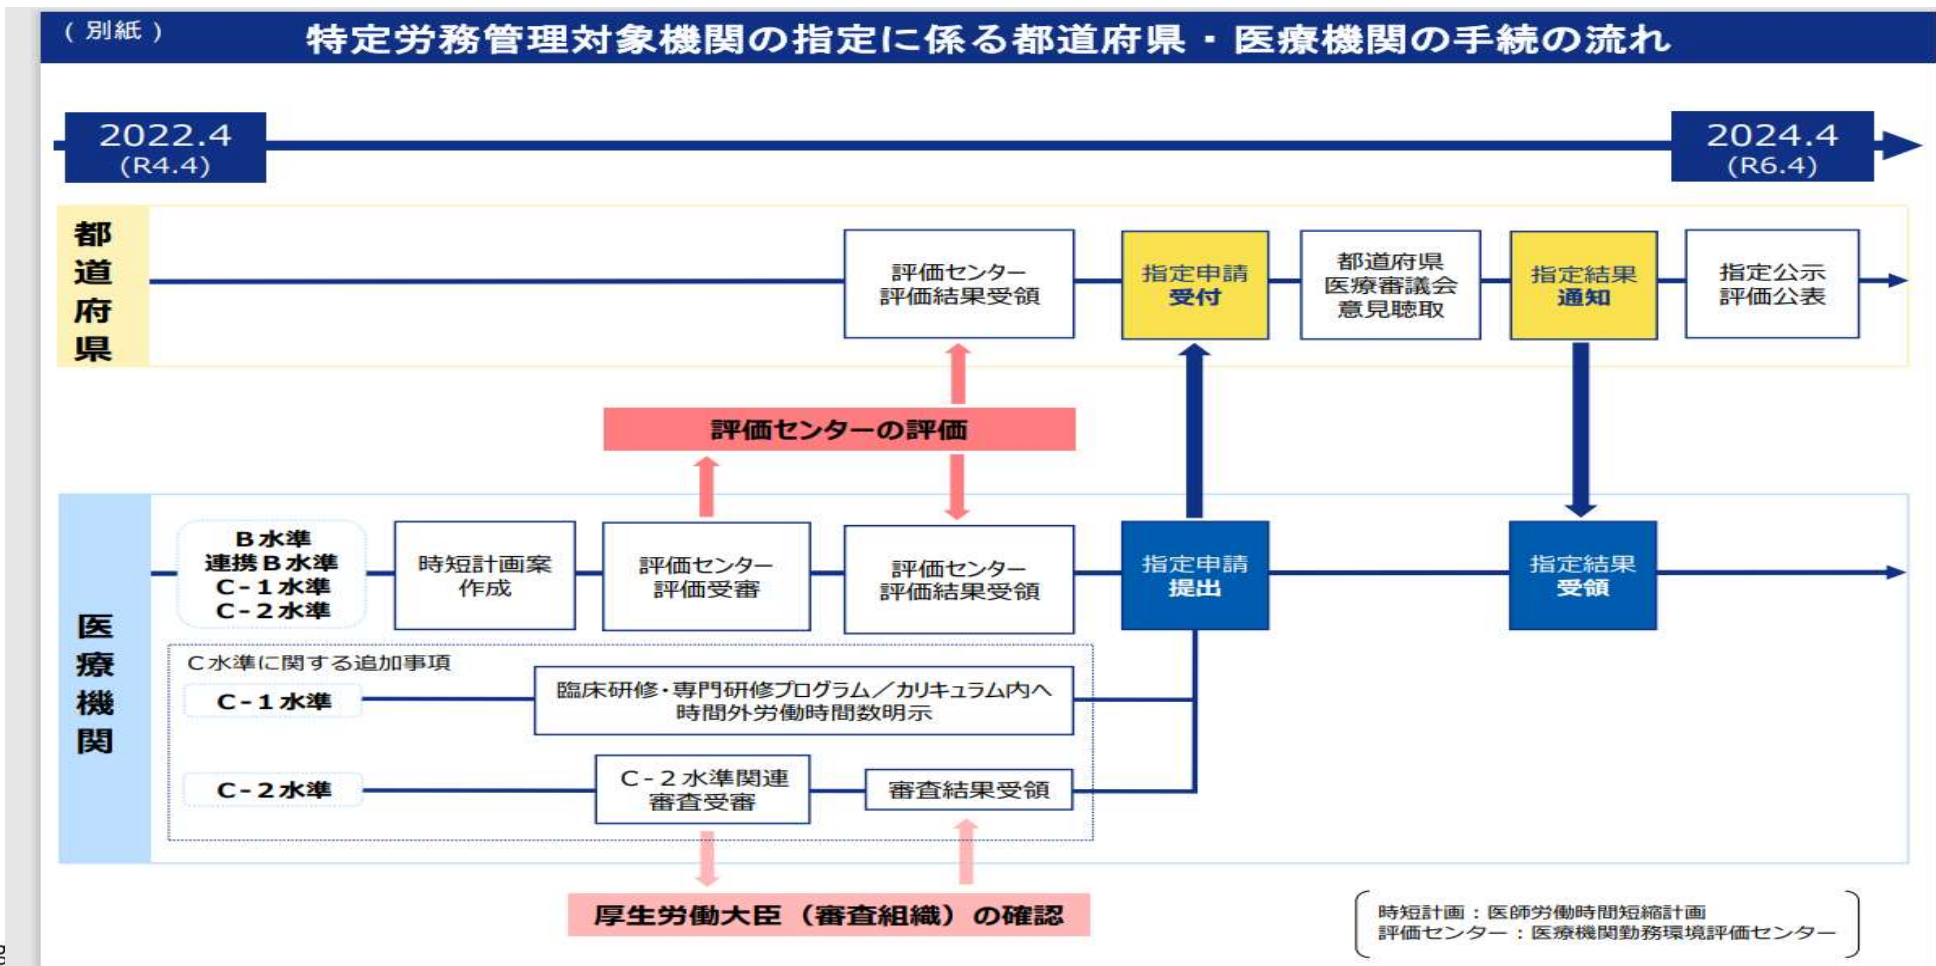 (別紙)
特定労務管理対象機関の指定に係る都道府県・医療機関の手続の流れ
2022.4
(R4.4)
2024.4
(R6.4)
都道府県
評価センター
評価結果受領
指定申請
受付
都道府県
医療審議会
意見聴取
指定結果
通知
指定公示
評価公表
評価センターの評価
医療機関
B水準
連携B水準
C-1水準
C-2水準
時短計画案
作成
評価センター
評価受審
評価センター
評価結果受領
指定申請
提出
指定結果
受領
C水準に関する追加事項
C-1水準
臨床研修・専門研修プログラム／カリキュラム内へ
時間外労働時間数明示
C-2水準
C-2水準関連
審査受審
審査結果受領
厚生労働大臣（審査組織）の確認
時短計画：医師労働時間短縮計画
評価センター：医療機関勤務環境評価センター